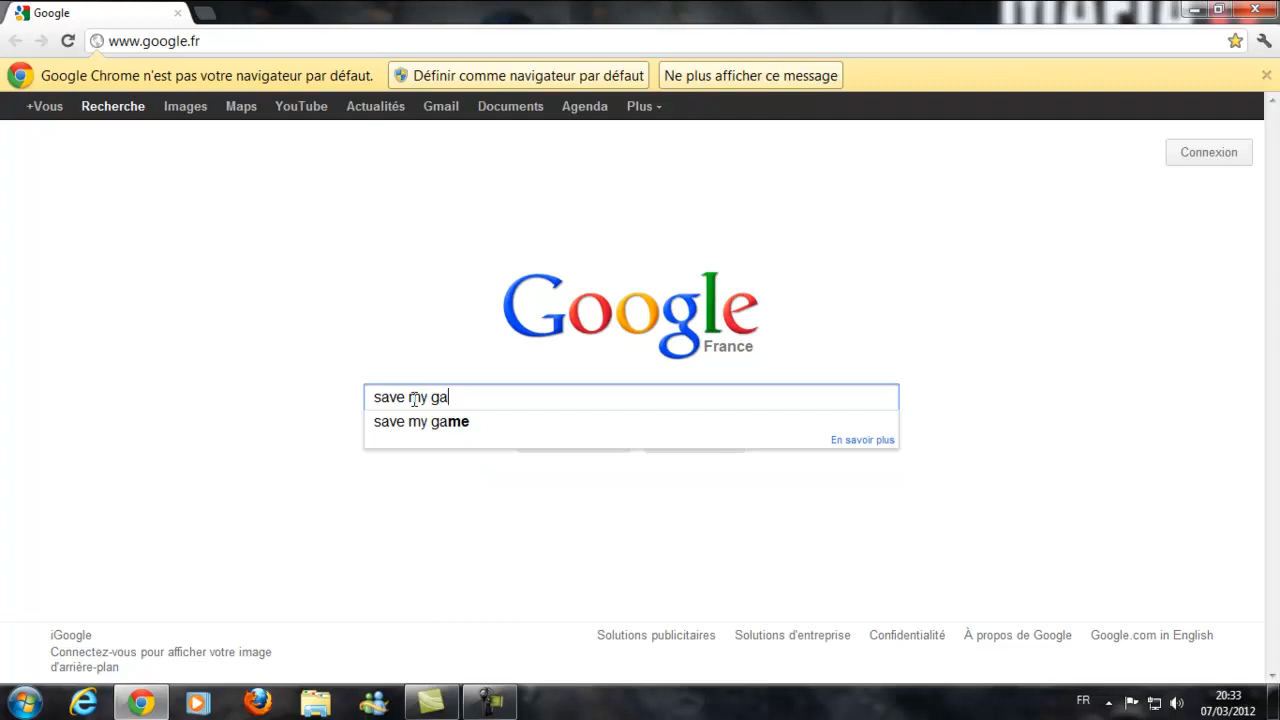 Google
www.google.fr
Google Chrome n'est pas votre navigateur par défaut. Définir comme navigateur par défaut Ne plus afficher ce message
+Vous Recherche Images Maps YouTube Actualités Gmail Documents Agenda Plus
Connexion
Google
France
save my ga
save my game
En savoir plus
iGoogle Solutions publicitaires Solutions d'entreprise Confidentialité À propos de Google Google.com in English
Connectez-vous pour afficher votre image
d'arrière-plan
FR 20:33
07/03/2012